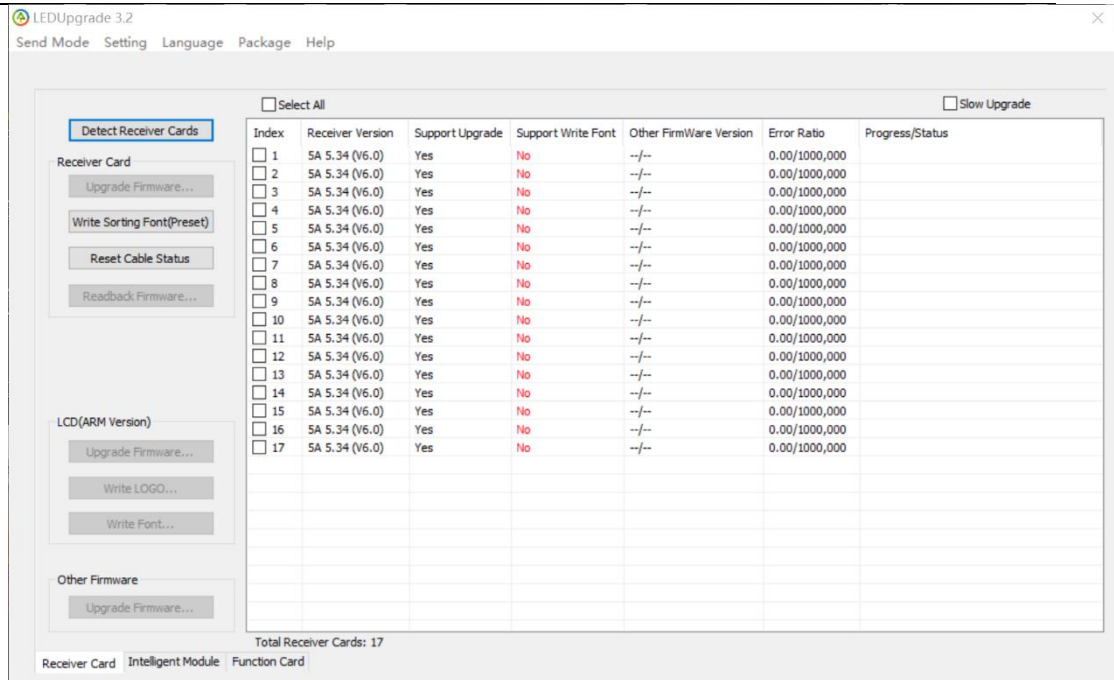 LEDUpgrade 3.2
Send Mode Setting Language Package Help
Select All Slow Upgrade
Detect Receiver Cards
Receiver Card
Upgrade Firmware...
Write Sorting Font(Preset)
Reset Cable Status
Readback Firmware...
LCD(ARM Version)
Upgrade Firmware...
Write LOGO...
Write Font...
Other Firmware
Upgrade Firmware...
Index Receiver Version Support Upgrade Support Write Font Other FirmWare Version Error Ratio Progress/Status
1 5A 5.34 (V6.0) Yes No --/-- 0.00/1000,000
2 5A 5.34 (V6.0) Yes No --/-- 0.00/1000,000
3 5A 5.34 (V6.0) Yes No --/-- 0.00/1000,000
4 5A 5.34 (V6.0) Yes No --/-- 0.00/1000,000
5 5A 5.34 (V6.0) Yes No --/-- 0.00/1000,000
6 5A 5.34 (V6.0) Yes No --/-- 0.00/1000,000
7 5A 5.34 (V6.0) Yes No --/-- 0.00/1000,000
8 5A 5.34 (V6.0) Yes No --/-- 0.00/1000,000
9 5A 5.34 (V6.0) Yes No --/-- 0.00/1000,000
10 5A 5.34 (V6.0) Yes No --/-- 0.00/1000,000
11 5A 5.34 (V6.0) Yes No --/-- 0.00/1000,000
12 5A 5.34 (V6.0) Yes No --/-- 0.00/1000,000
13 5A 5.34 (V6.0) Yes No --/-- 0.00/1000,000
14 5A 5.34 (V6.0) Yes No --/-- 0.00/1000,000
15 5A 5.34 (V6.0) Yes No --/-- 0.00/1000,000
16 5A 5.34 (V6.0) Yes No --/-- 0.00/1000,000
17 5A 5.34 (V6.0) Yes No --/-- 0.00/1000,000
Total Receiver Cards: 17
Receiver Card Intelligent Module Function Card